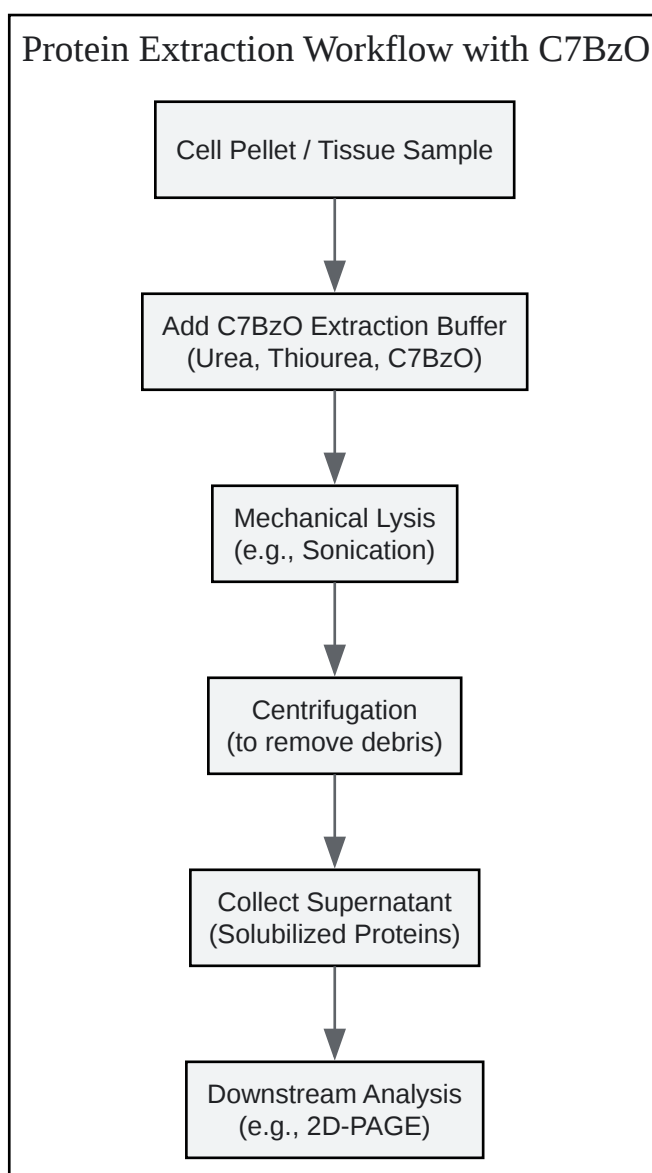 Protein Extraction Workflow with C7BzO
Cell Pellet / Tissue Sample
Add C7BzO Extraction Buffer
(Urea, Thiourea, C7BzO)
Mechanical Lysis
(e.g., Sonication)
Centrifugation
(to remove debris)
Collect Supernatant
(Solubilized Proteins)
Downstream Analysis
(e.g., 2D-PAGE)